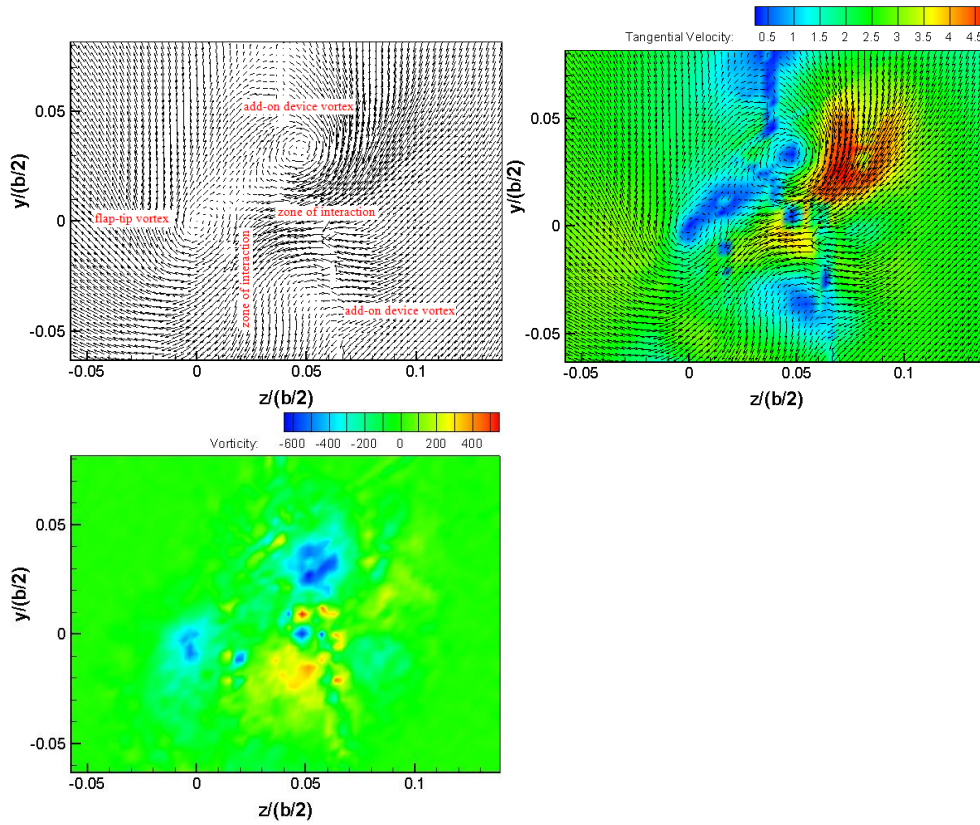 Tangential Velocity: 0.5 1 1.5 2 2.5 3 3.5 4 4.5
add-on device vortex
flap-tip vortex
zone of interaction
zone of interaction
add-on device vortex
y/(b/2)
0.05
0
-0.05
-0.05 0 0.05 0.1
z/(b/2)
y/(b/2)
0.05
0
-0.05
-0.05 0 0.05 0.1
z/(b/2)
Vorticity: -600 -400 -200 0 200 400
y/(b/2)
0.05
0
-0.05
-0.05 0 0.05 0.1
z/(b/2)